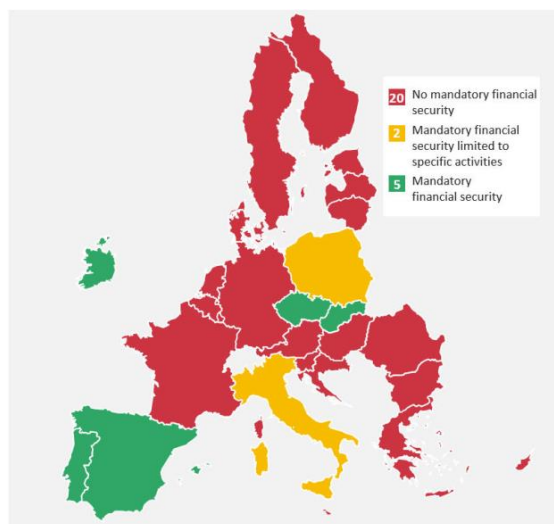 20 No mandatory financial
security
2 Mandatory financial
security limited to
specific activities
5 Mandatory
financial security